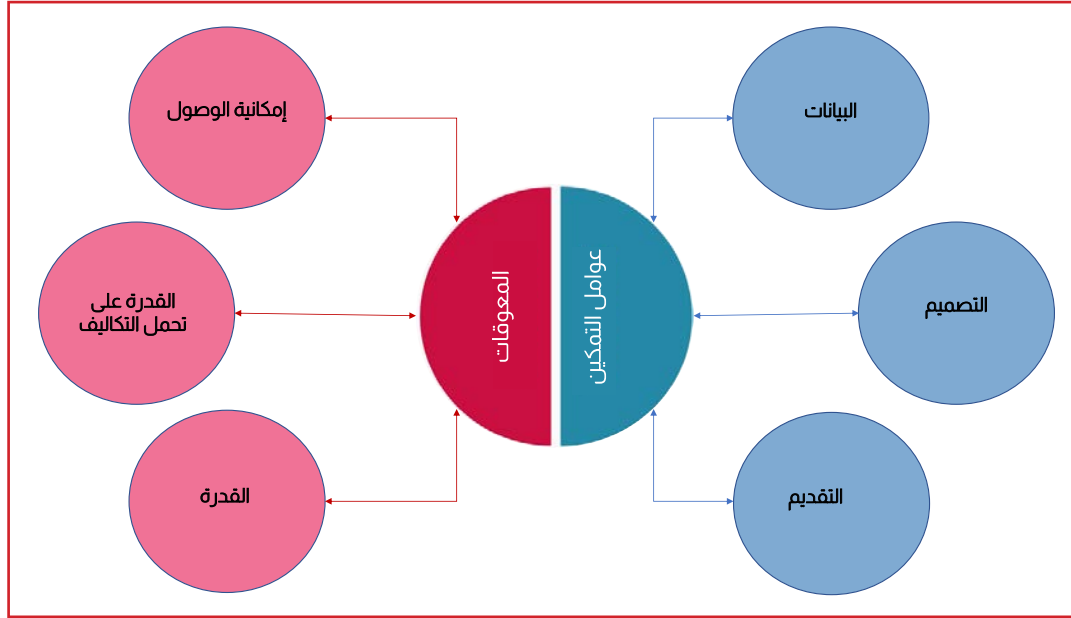 البيانات
التصميم
التقديم
عوامل التمكين
المعوقات
إمكانية الوصول
القدرة على
تحمل التكاليف
القدرة